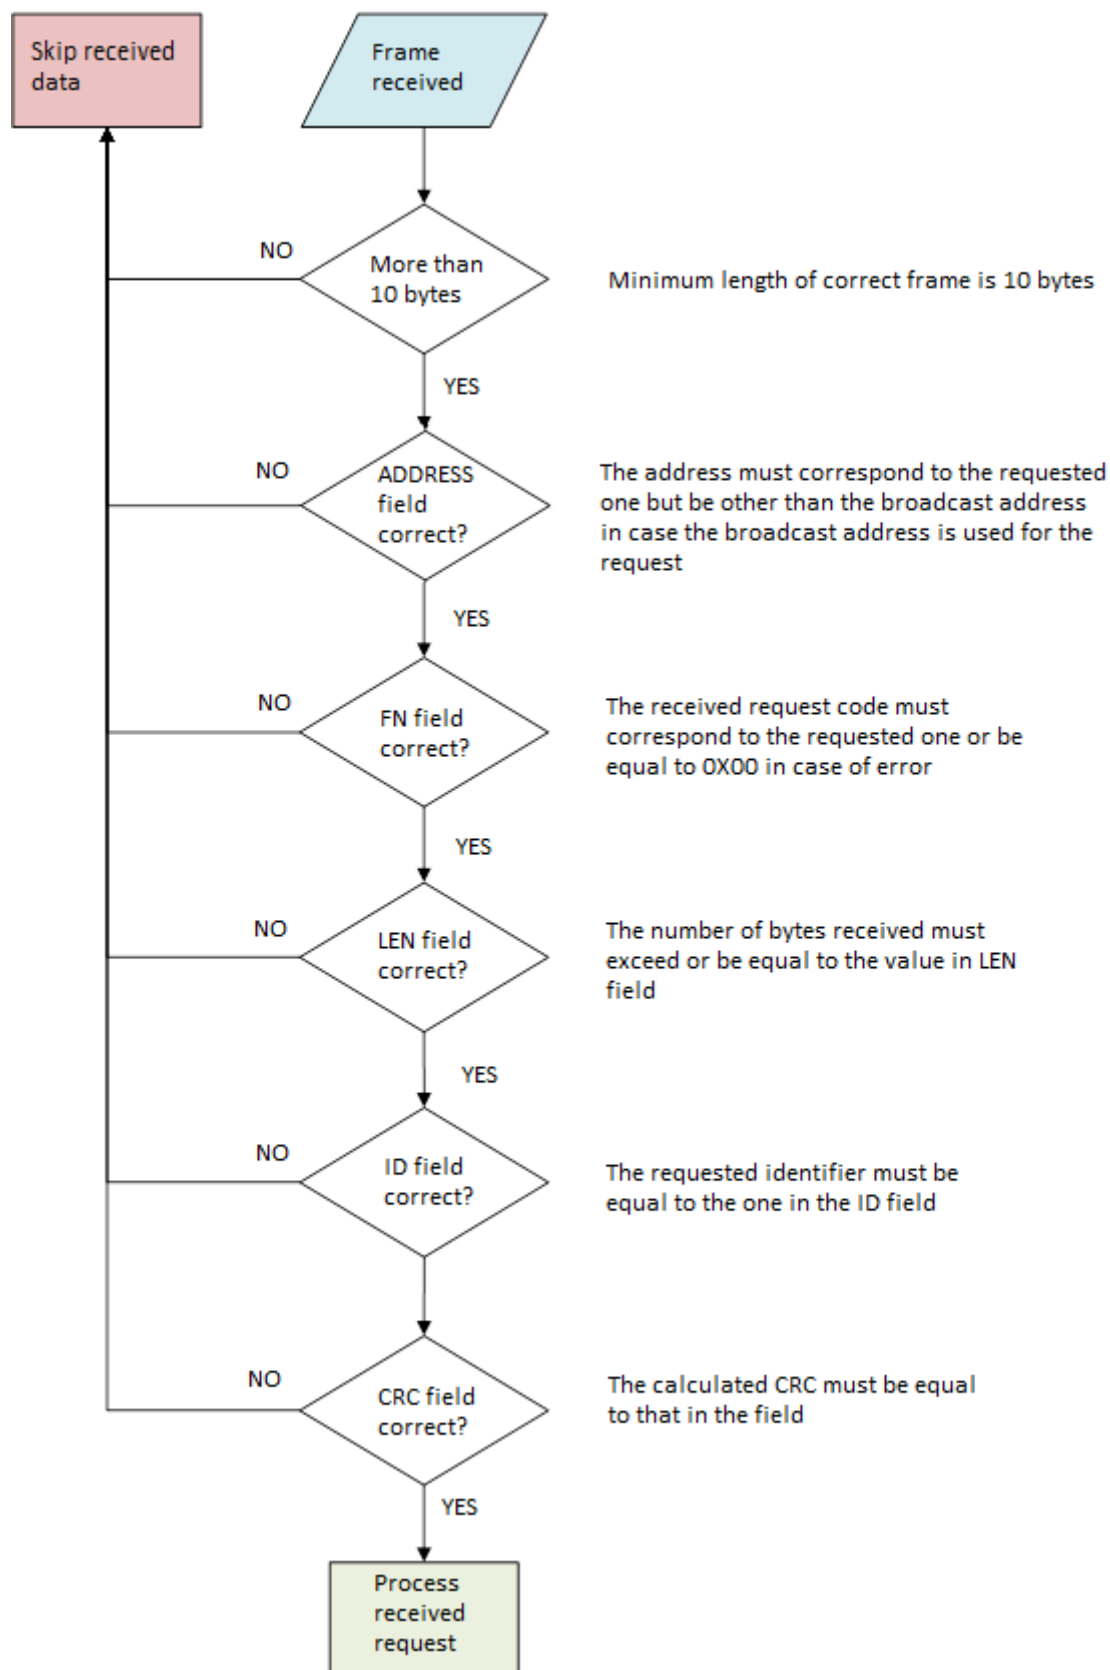 Skip received
data
Frame
received
NO
More than
10 bytes
Minimum length of correct frame is 10 bytes
YES
NO
ADDRESS
field
correct?
The address must correspond to the requested
one but be other than the broadcast address
in case the broadcast address is used for the
request
YES
NO
FN field
correct?
The received request code must
correspond to the requested one or be
equal to 0X00 in case of error
YES
NO
LEN field
correct?
The number of bytes received must
exceed or be equal to the value in LEN
field
YES
NO
ID field
correct?
The requested identifier must be
equal to the one in the ID field
NO
CRC field
correct?
The calculated CRC must be equal
to that in the field
YES
Process
received
request